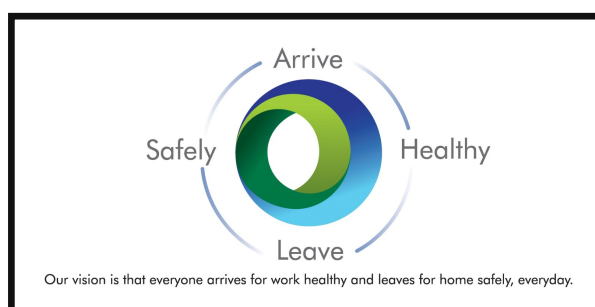 Arrive
Safely
Healthy
Leave
Our vision is that everyone arrives for work healthy and leaves for home safely, everyday.